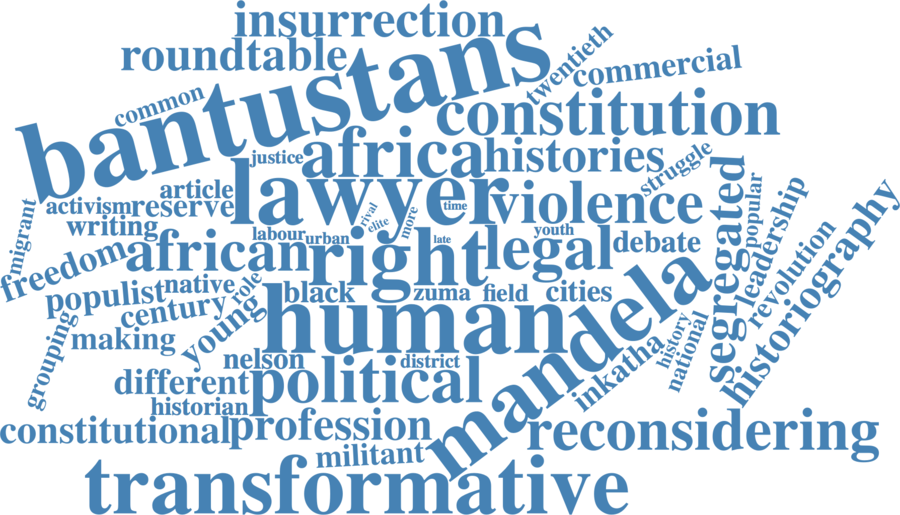 insurrection
roundtable
bantustans
twentieth
commercial
common
constitution
justice
africa
histories
struggle
article
lawyer
violence
activism
reserve
writing
rival
elite
more
time
migrant
labour
urban
late
youth
african
right
legal
debate
segregated
popular
leadership
revolution
historiography
freedom
populist
native
role
black
zuma
field
cities
century
young
human
mandela
making
grouping
nelson
district
inkatha
history
national
different
political
historian
constitutional
profession
militant
reconsidering
transformative